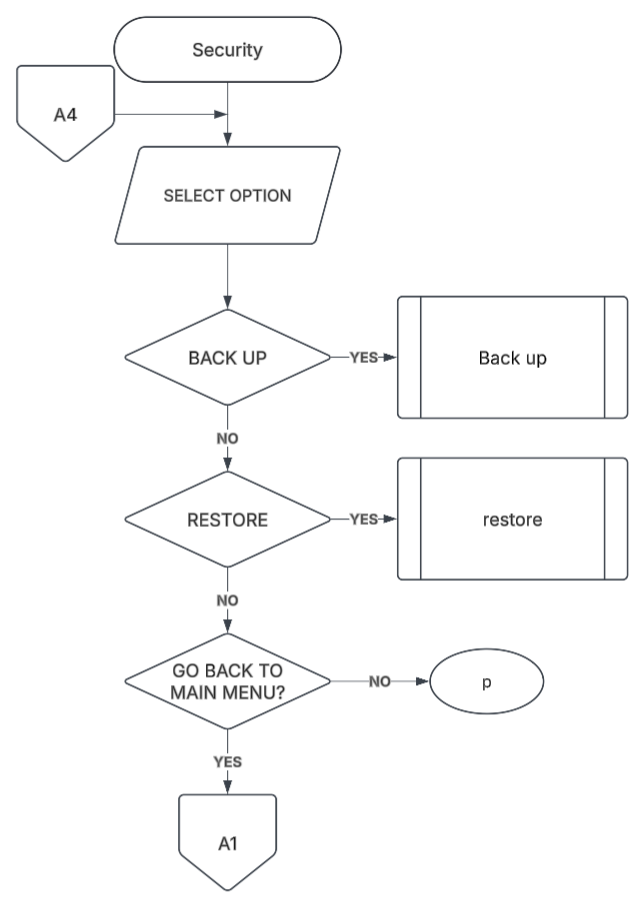 Security
A4
SELECT OPTION
BACK UP
YES
Back up
NO
RESTORE
YES
restore
NO
GO BACK TO
MAIN MENU?
NO
p
YES
A1